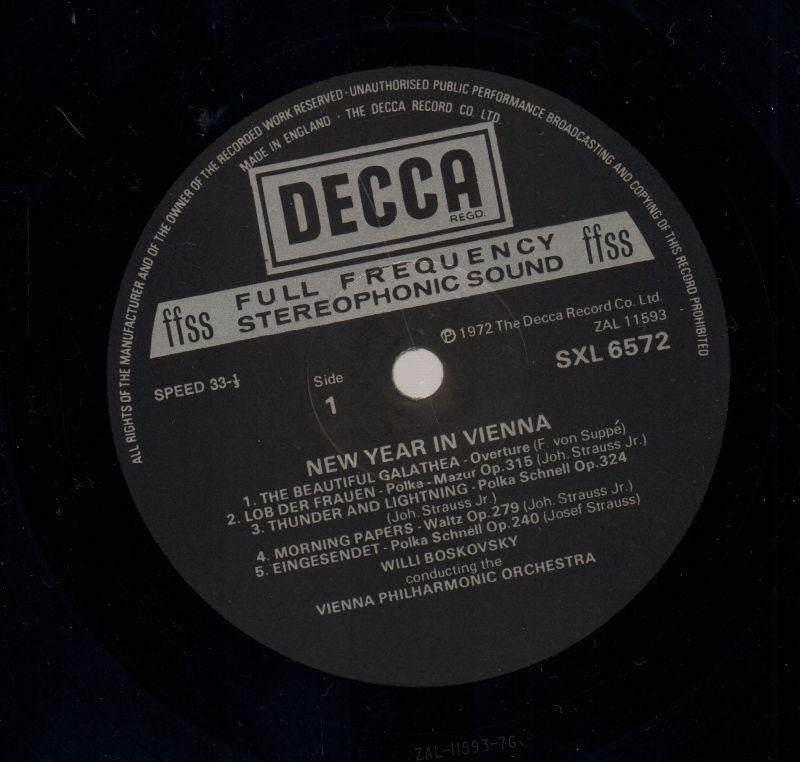 ALL RIGHTS OF THE MANUFACTURER AND OF THE OWNER OF THE RECORDED WORK RESERVED · UNAUTHORISED PUBLIC PERFORMANCE BROADCASTING AND COPYING OF THIS RECORD PROHIBITED
MADE IN ENGLAND · THE DECCA RECORD CO. LTD.
DECCA
REGD.
ffss FULL FREQUENCY ffss
STEREOPHONIC SOUND
℗ 1972 The Decca Record Co. Ltd.
ZAL 11593
SPEED 33-⅓
Side
1
SXL 6572
NEW YEAR IN VIENNA
1. THE BEAUTIFUL GALATHEA - Overture (F. von Suppé)
2. LOB DER FRAUEN - Polka - Mazur Op.315 (Joh. Strauss Jr.)
3. THUNDER AND LIGHTNING - Polka Schnell Op.324
(Joh. Strauss Jr.)
4. MORNING PAPERS - Waltz Op.279 (Joh. Strauss Jr.)
5. EINGESENDET - Polka Schnell Op.240 (Josef Strauss)
WILLI BOSKOVSKY
conducting the
VIENNA PHILHARMONIC ORCHESTRA
ZAL-11593-7G